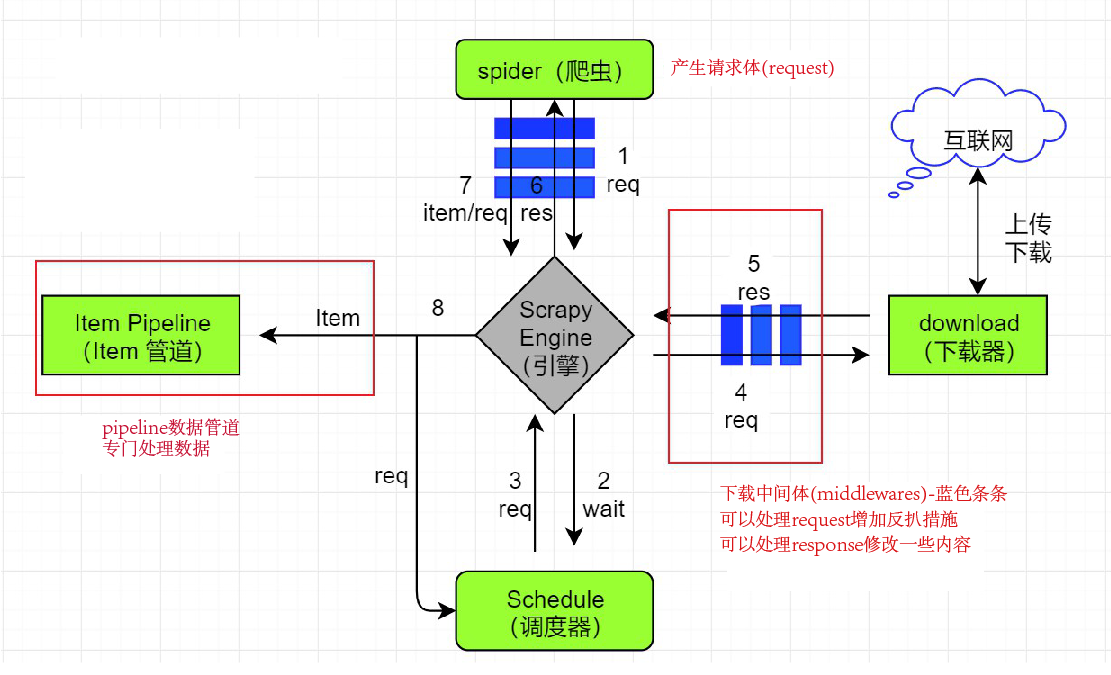 spider（爬虫）
产生请求体(request)
互联网
1
req
7
item/req
6
res
上传
下载
5
res
8
Item
Item Pipeline
（Item 管道）
Scrapy
Engine
（引擎）
download
（下载器）
4
req
pipeline数据管道
专门处理数据
req
3
req
2
wait
下载中间体(middlewares)-蓝色条条
可以处理request增加反扒措施
可以处理response修改一些内容
Schedule
（调度器）